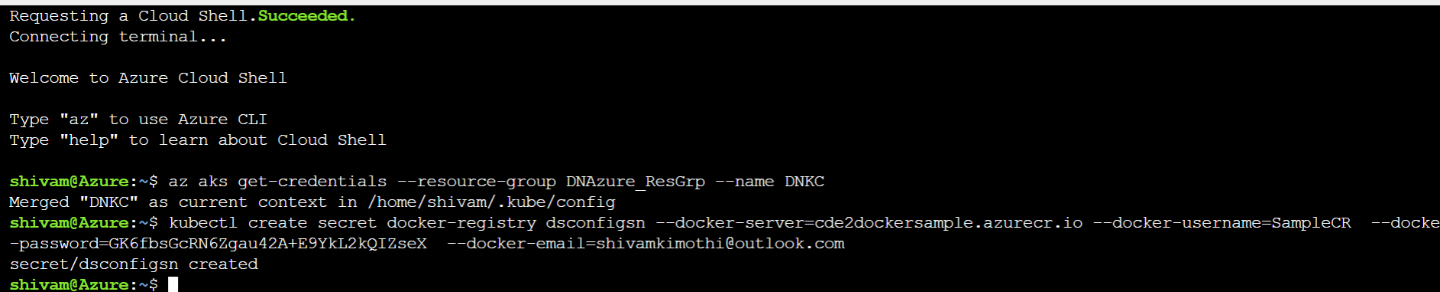 Requesting a Cloud Shell.Succeeded.
Connecting terminal...
Welcome to Azure Cloud Shell
Type "az" to use Azure CLI
Type "help" to learn about Cloud Shell
shivam@Azure:~$ az aks get-credentials --resource-group DNAzure_ResGrp --name DNKC
Merged "DNKC" as current context in /home/shivam/.kube/config
shivam@Azure:~$ kubectl create secret docker-registry dsconfigsn --docker-server=cde2dockersample.azurecr.io --docker-username=SampleCR  --docke
-password=GK6fbsGcRN6Zgau42A+E9YkL2kQIZseX  --docker-email=shivamkimothi@outlook.com
secret/dsconfigsn created
shivam@Azure:~$